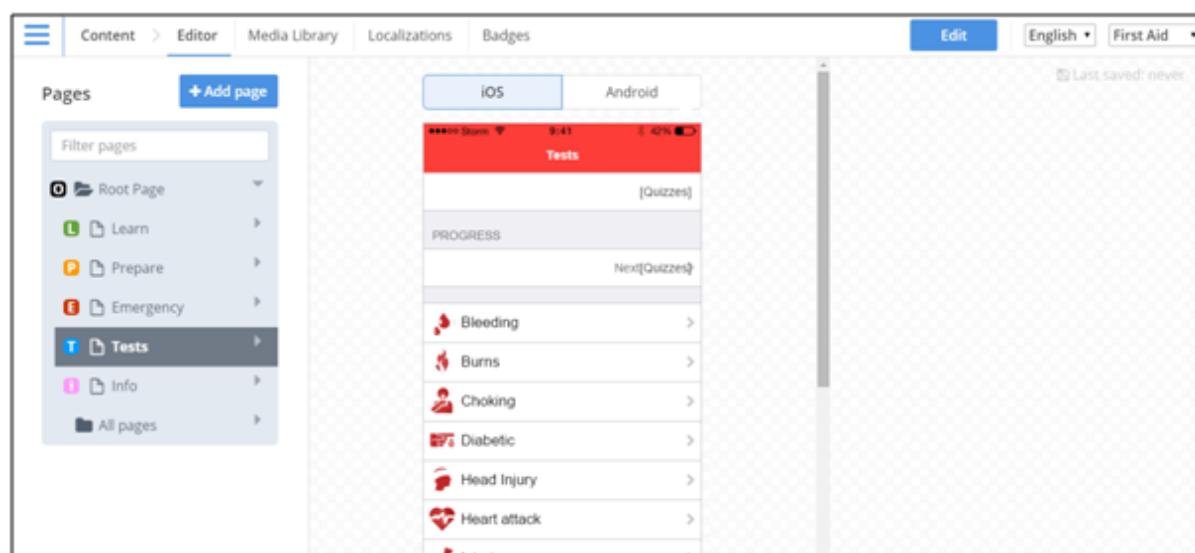 Content > Editor Media Library Localizations Badges Edit English First Aid
Last saved: never
Pages + Add page
Filter pages
O Root Page
L Learn
P Prepare
E Emergency
T Tests
I Info
All pages
iOS Android
Storm 9:41 42%
Tests
[Quizzes]
PROGRESS
Next[Quizzes]
Bleeding
Burns
Choking
Diabetic
Head Injury
Heart attack